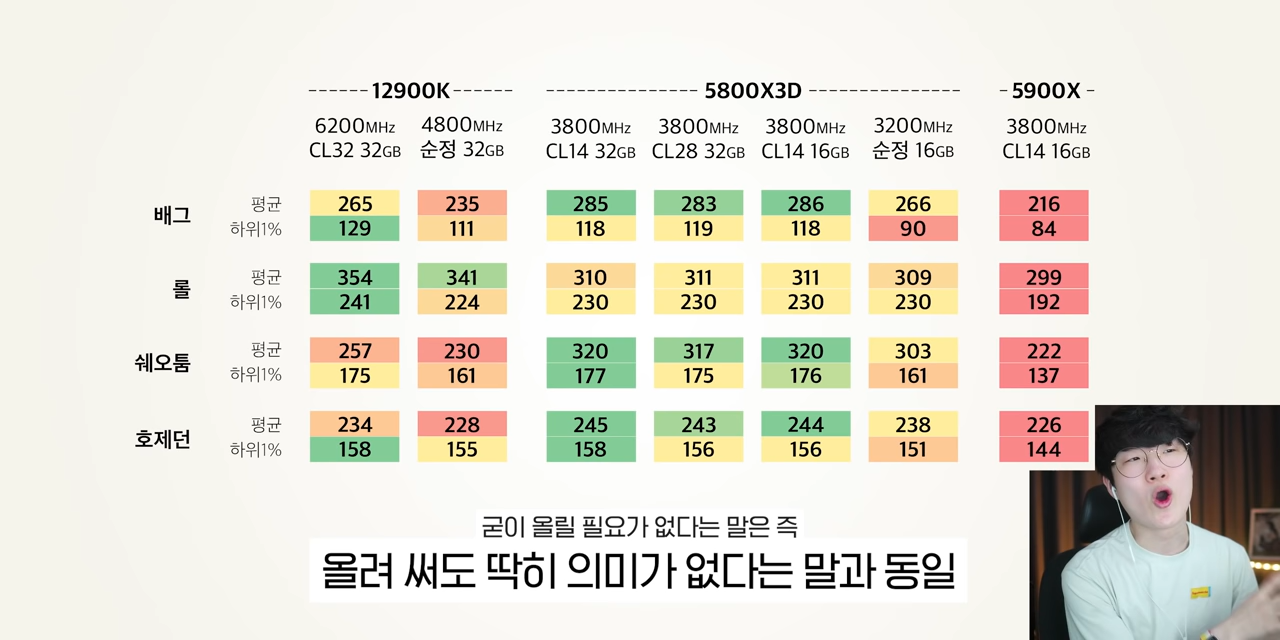 12900K 5800X3D 5900X
6200MHz 4800MHz 3800MHz 3800MHz 3800MHz 3200MHz 3800MHz
CL32 32GB 순정 32GB CL14 32GB CL28 32GB CL14 16GB 순정 16GB CL14 16GB
배그
평균 265 235 285 283 286 266 216
하위1% 129 111 118 119 118 90 84
롤
평균 354 341 310 311 311 309 299
하위1% 241 224 230 230 230 230 192
쉐오툼
평균 257 230 320 317 320 303 222
하위1% 175 161 177 175 176 161 137
호제던
평균 234 228 245 243 244 238 226
하위1% 158 155 158 156 156 151 144
굳이 올릴 필요가 없다는 말은 즉
올려 써도 딱히 의미가 없다는 말과 동일